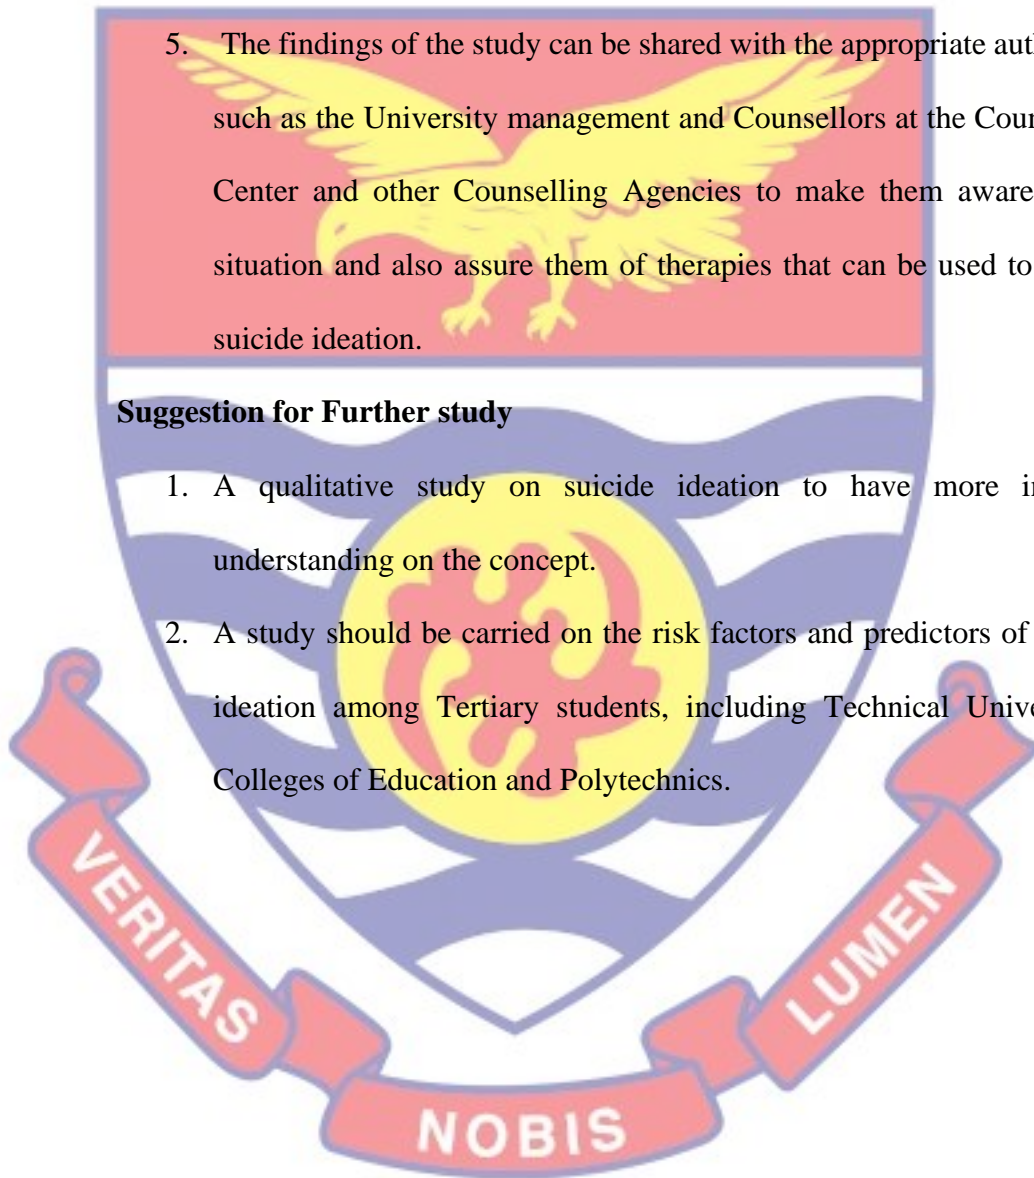 5. The findings of the study can be shared with the appropriate
such as the University management and Counsellors at the
Center and other Counselling Agencies to make them aware
situation and also assure them of therapies that can be used to
suicide ideation.
Suggestion for Further study
1. A qualitative study on suicide ideation to have more
understanding on the concept.
2. A study should be carried on the risk factors and predictors of
ideation among Tertiary students, including Technical
Colleges of Education and Polytechnics.
VERITAS
NOBIS
LUMEN